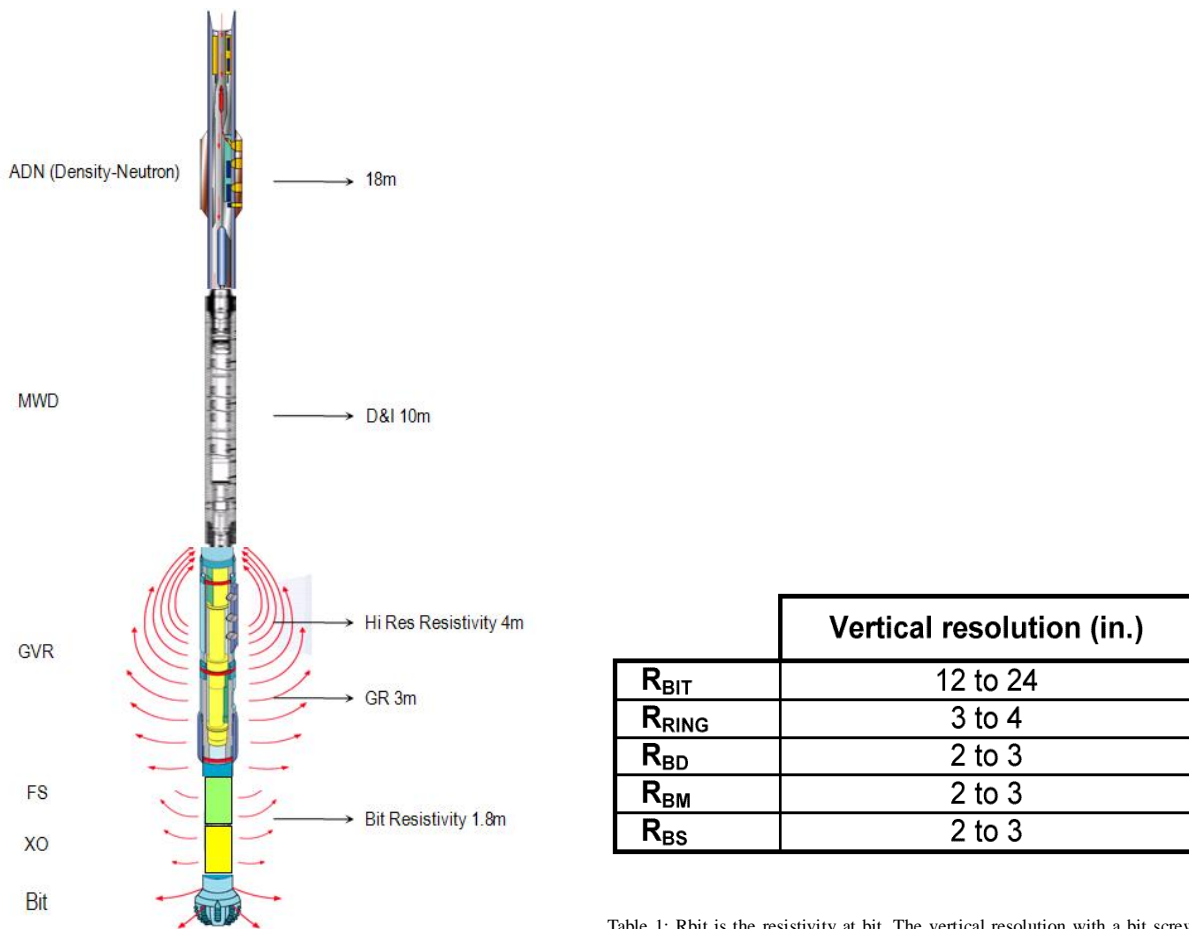 ADN (Density-Neutron)
18m
MWD
D&I 10m
Hi Res Resistivity 4m
GVR
GR 3m
FS
Bit Resistivity 1.8m
XO
Bit
Vertical resolution (in.)
RBIT 12 to 24
RRING 3 to 4
RBD 2 to 3
RBM 2 to 3
RBS 2 to 3
Table 1: Rbit is the resistivity at bit. The vertical resolution with a bit screw